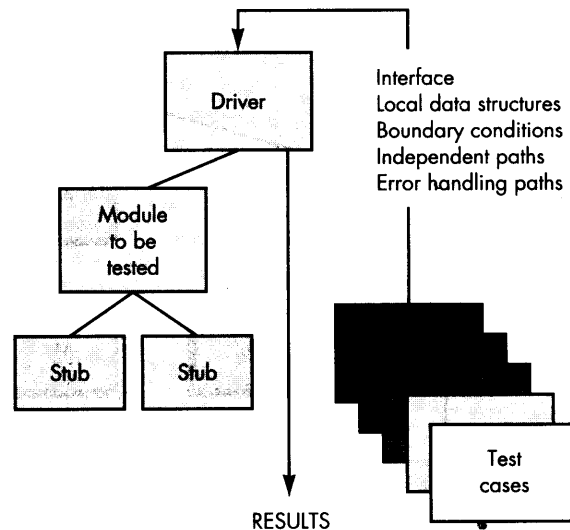 Driver
Interface
Local data structures
Boundary conditions
Independent paths
Error handling paths
Module
to be
tested
Stub
Stub
Test
cases
RESULTS